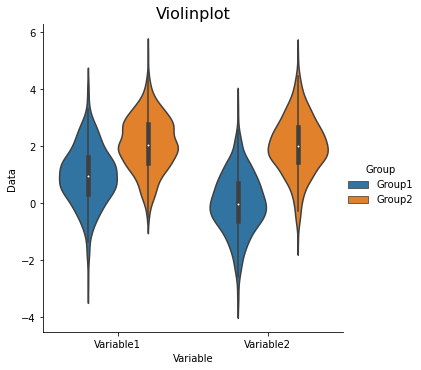 Violinplot
Data
6
4
2
0
−2
−4
Variable1
Variable2
Variable
Group
Group1
Group2